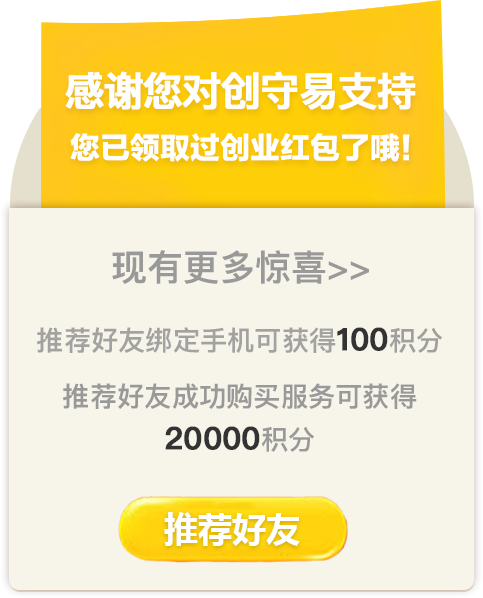 感谢您对创守易支持
您已领取过创业红包了哦!
现有更多惊喜>>
推荐好友绑定手机可获得100积分
推荐好友成功购买服务可获得
20000积分
推荐好友